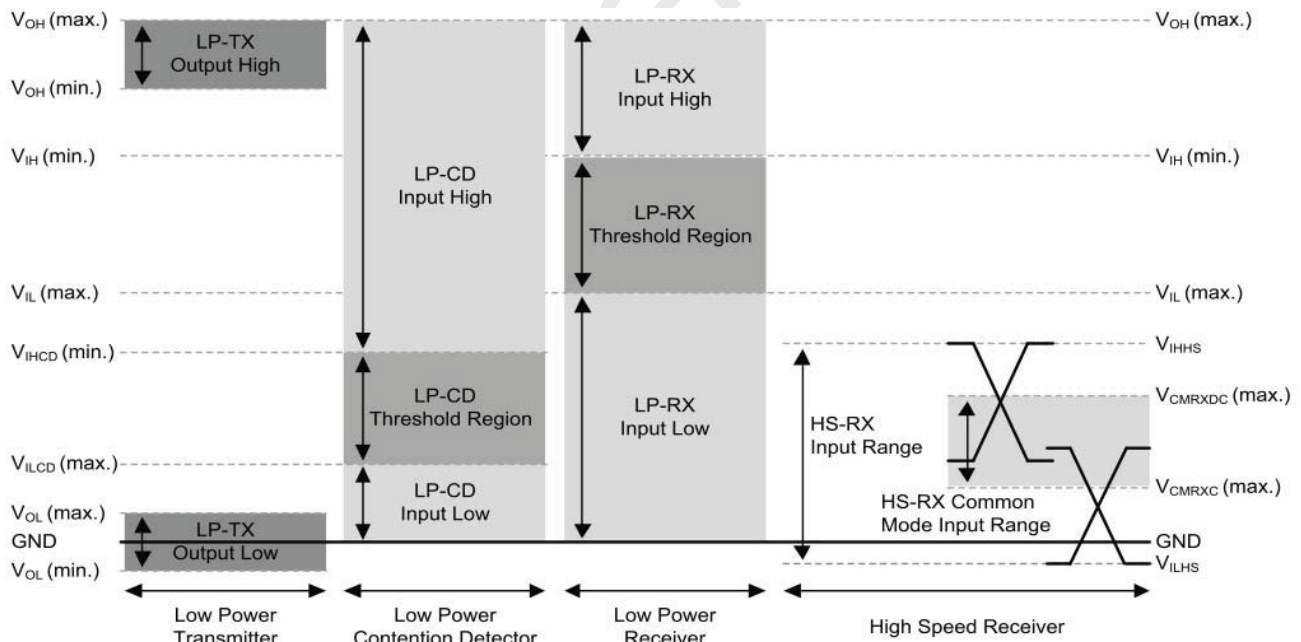 VOH (max.)
VOH (min.)
VIH (min.)
VIL (max.)
VIHCD (min.)
VILCD (max.)
VOL (max.)
GND
VOL (min.)
LP-TX
Output High
LP-TX
Output Low
Low Power
Transmitter
LP-CD
Input High
LP-CD
Threshold Region
LP-CD
Input Low
Low Power
Contention Detector
LP-RX
Input High
LP-RX
Threshold Region
LP-RX
Input Low
Low Power
Receiver
HS-RX
Input Range
HS-RX Common
Mode Input Range
High Speed Receiver
VOH (max.)
VIH (min.)
VIL (max.)
VIHHS
VCMRXDC (max.)
VCMRXC (max.)
GND
VILHS